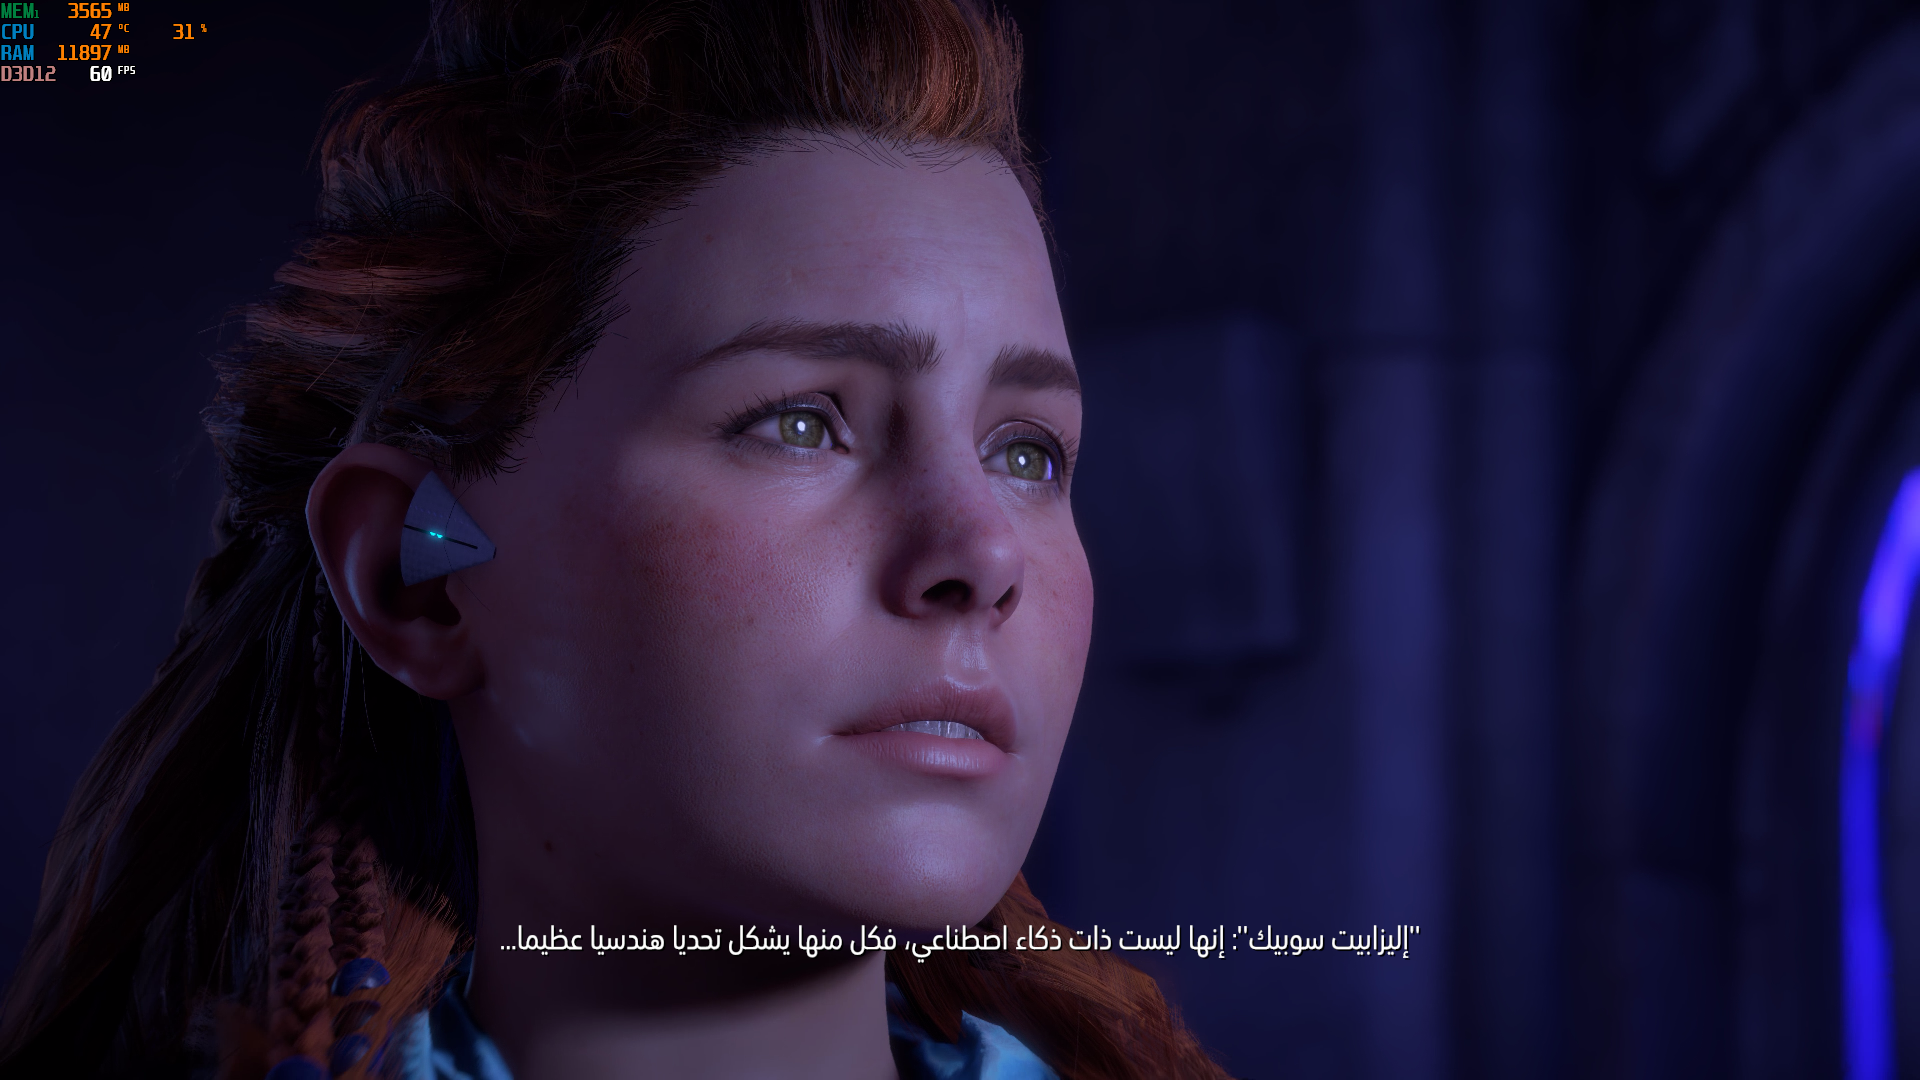 MEM1 3565 MB
CPU 47 °C 31 %
RAM 11897 MB
D3D12 60 FPS
"إليزابيت سوبيك": إنها ليست ذات ذكاء اصطناعي، فكل منها يشكل تحديا هندسيا عظيما...